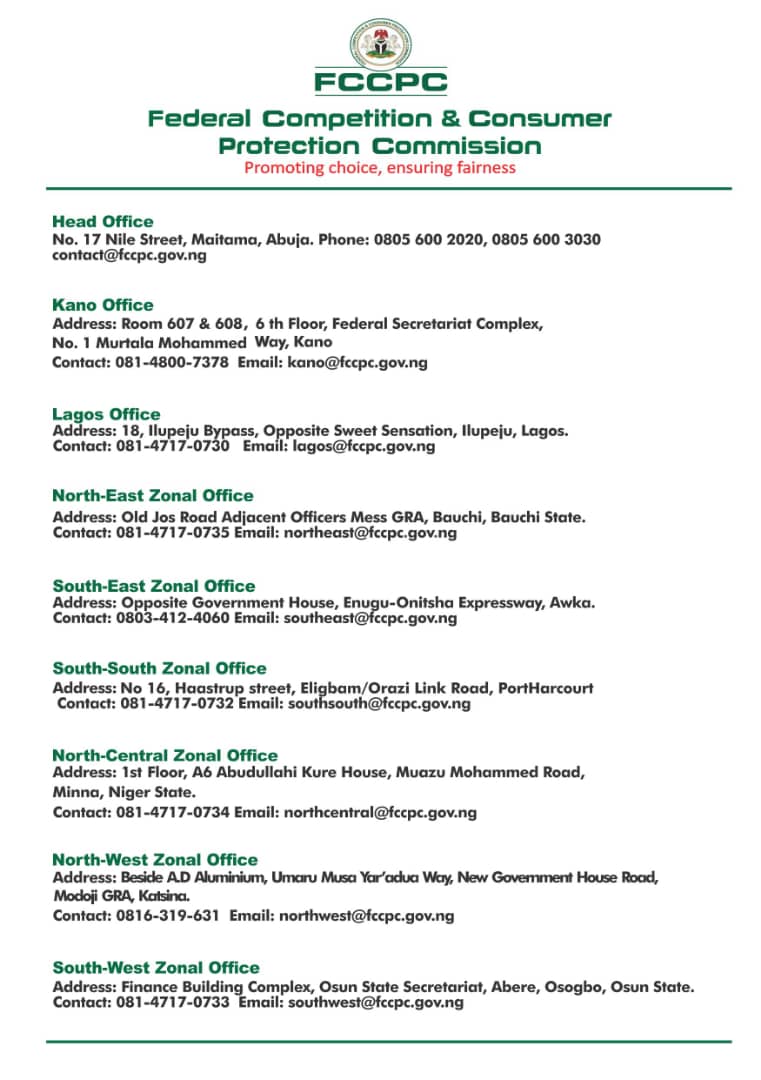 FCCPC
Federal Competition & Consumer
Protection Commission
Promoting choice, ensuring fairness
Head Office
No. 17 Nile Street, Maitama, Abuja. Phone: 0805 600 2020, 0805 600 3030
contact@fccpc.gov.ng
Kano Office
Address: Room 607 & 608, 6 th Floor, Federal Secretariat Complex,
No. 1 Murtala Mohammed Way, Kano
Contact: 081-4800-7378 Email: kano@fccpc.gov.ng
Lagos Office
Address: 18, Ilupeju Bypass, Opposite Sweet Sensation, Ilupeju, Lagos.
Contact: 081-4717-0730 Email: lagos@fccpc.gov.ng
North-East Zonal Office
Address: Old Jos Road Adjacent Officers Mess GRA, Bauchi, Bauchi State.
Contact: 081-4717-0735 Email: northeast@fccpc.gov.ng
South-East Zonal Office
Address: Opposite Government House, Enugu-Onitsha Expressway, Awka.
Contact: 0803-412-4060 Email: southeast@fccpc.gov.ng
South-South Zonal Office
Address: No 16, Haastrup street, Eligbam/Orazi Link Road, PortHarcourt
Contact: 081-4717-0732 Email: southsouth@fccpc.gov.ng
North-Central Zonal Office
Address: 1st Floor, A6 Abudullahi Kure House, Muazu Mohammed Road,
Minna, Niger State.
Contact: 081-4717-0734 Email: northcentral@fccpc.gov.ng
North-West Zonal Office
Address: Beside A.D Aluminium, Umaru Musa Yar'adua Way, New Government House Road,
Modoji GRA, Katsina.
Contact: 0816-319-631 Email: northwest@fccpc.gov.ng
South-West Zonal Office
Address: Finance Building Complex, Osun State Secretariat, Abere, Osogbo, Osun State.
Contact: 081-4717-0733 Email: southwest@fccpc.gov.ng